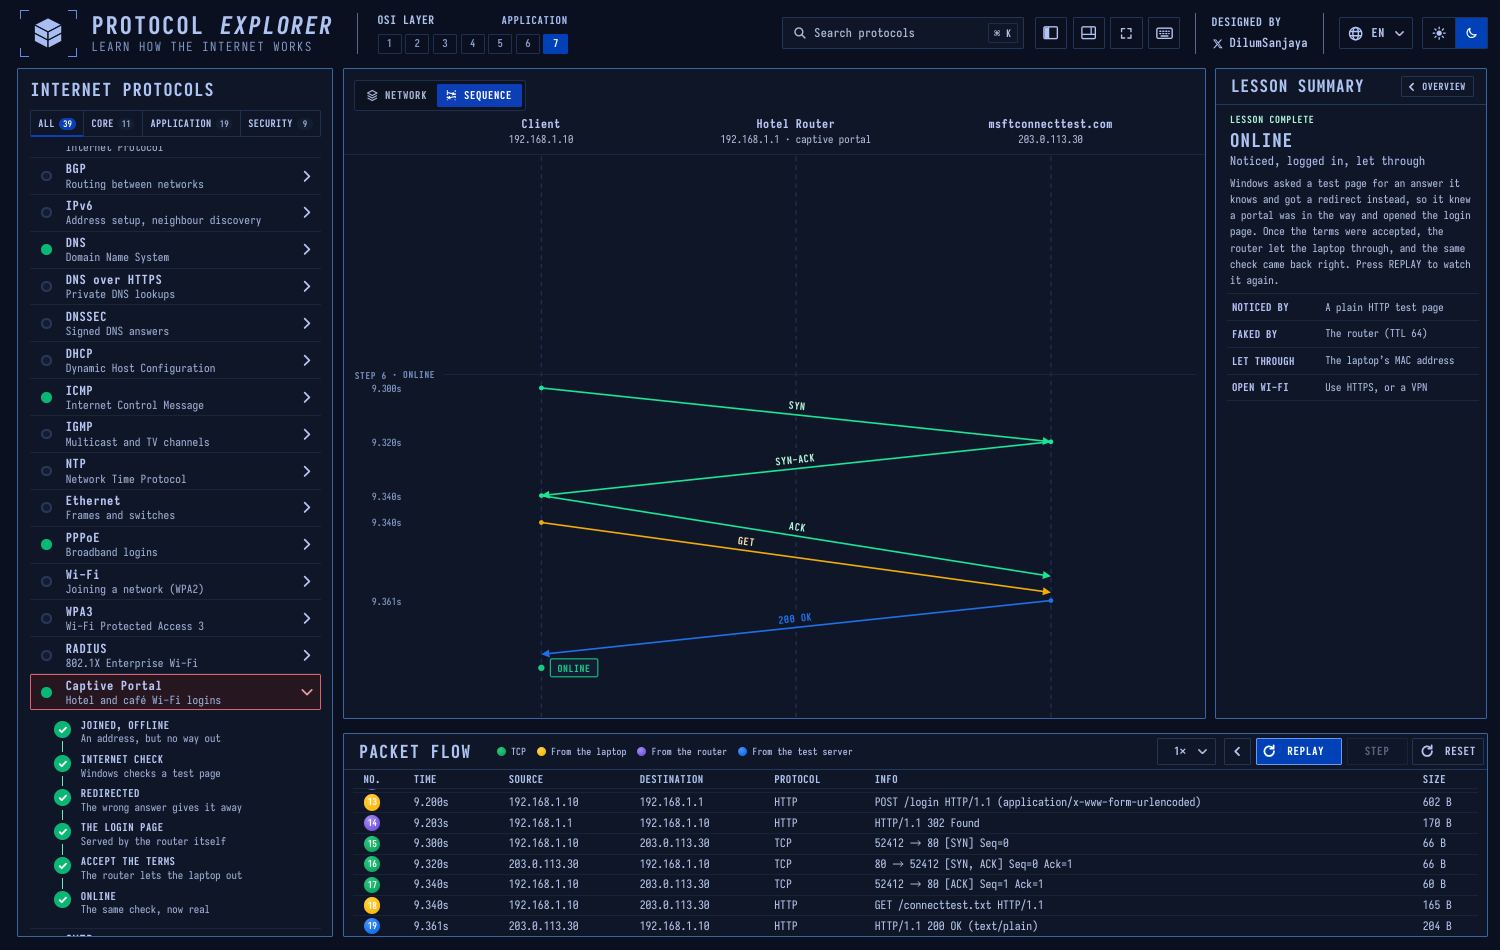 PROTOCOL EXPLORER
LEARN HOW THE INTERNET WORKS
OSI LAYER APPLICATION
1 2 3 4 5 6 7
Search protocols ⌘ K
DESIGNED BY
DilumSanjaya
EN
INTERNET PROTOCOLS
ALL 39 CORE 11 APPLICATION 19 SECURITY 9
Internet Protocol
BGP
Routing between networks
IPv6
Address setup, neighbour discovery
DNS
Domain Name System
DNS over HTTPS
Private DNS lookups
DNSSEC
Signed DNS answers
DHCP
Dynamic Host Configuration
ICMP
Internet Control Message
IGMP
Multicast and TV channels
NTP
Network Time Protocol
Ethernet
Frames and switches
PPPoE
Broadband logins
Wi-Fi
Joining a network (WPA2)
WPA3
Wi-Fi Protected Access 3
RADIUS
802.1X Enterprise Wi-Fi
Captive Portal
Hotel and café Wi-Fi logins
JOINED, OFFLINE
An address, but no way out
INTERNET CHECK
Windows checks a test page
REDIRECTED
The wrong answer gives it away
THE LOGIN PAGE
Served by the router itself
ACCEPT THE TERMS
The router lets the laptop out
ONLINE
The same check, now real
NETWORK SEQUENCE
Client Hotel Router msftconnecttest.com
192.168.1.10 192.168.1.1 · captive portal 203.0.113.30
STEP 6 · ONLINE
9.300s
SYN
9.320s
SYN-ACK
9.340s
9.340s
ACK
GET
9.361s
200 OK
ONLINE
LESSON SUMMARY OVERVIEW
LESSON COMPLETE
ONLINE
Noticed, logged in, let through
Windows asked a test page for an answer it
knows and got a redirect instead, so it knew
a portal was in the way and opened the login
page. Once the terms were accepted, the
router let the laptop through, and the same
check came back right. Press REPLAY to watch
it again.
NOTICED BY A plain HTTP test page
FAKED BY The router (TTL 64)
LET THROUGH The laptop's MAC address
OPEN WI-FI Use HTTPS, or a VPN
PACKET FLOW TCP From the laptop From the router From the test server 1× REPLAY STEP RESET
NO. TIME SOURCE DESTINATION PROTOCOL INFO SIZE
13 9.200s 192.168.1.10 192.168.1.1 HTTP POST /login HTTP/1.1 (application/x-www-form-urlencoded) 602 B
14 9.203s 192.168.1.1 192.168.1.10 HTTP HTTP/1.1 302 Found 170 B
15 9.300s 192.168.1.10 203.0.113.30 TCP 52412 → 80 [SYN] Seq=0 66 B
16 9.320s 203.0.113.30 192.168.1.10 TCP 80 → 52412 [SYN, ACK] Seq=0 Ack=1 66 B
17 9.340s 192.168.1.10 203.0.113.30 TCP 52412 → 80 [ACK] Seq=1 Ack=1 60 B
18 9.340s 192.168.1.10 203.0.113.30 HTTP GET /connecttest.txt HTTP/1.1 165 B
19 9.361s 203.0.113.30 192.168.1.10 HTTP HTTP/1.1 200 OK (text/plain) 204 B